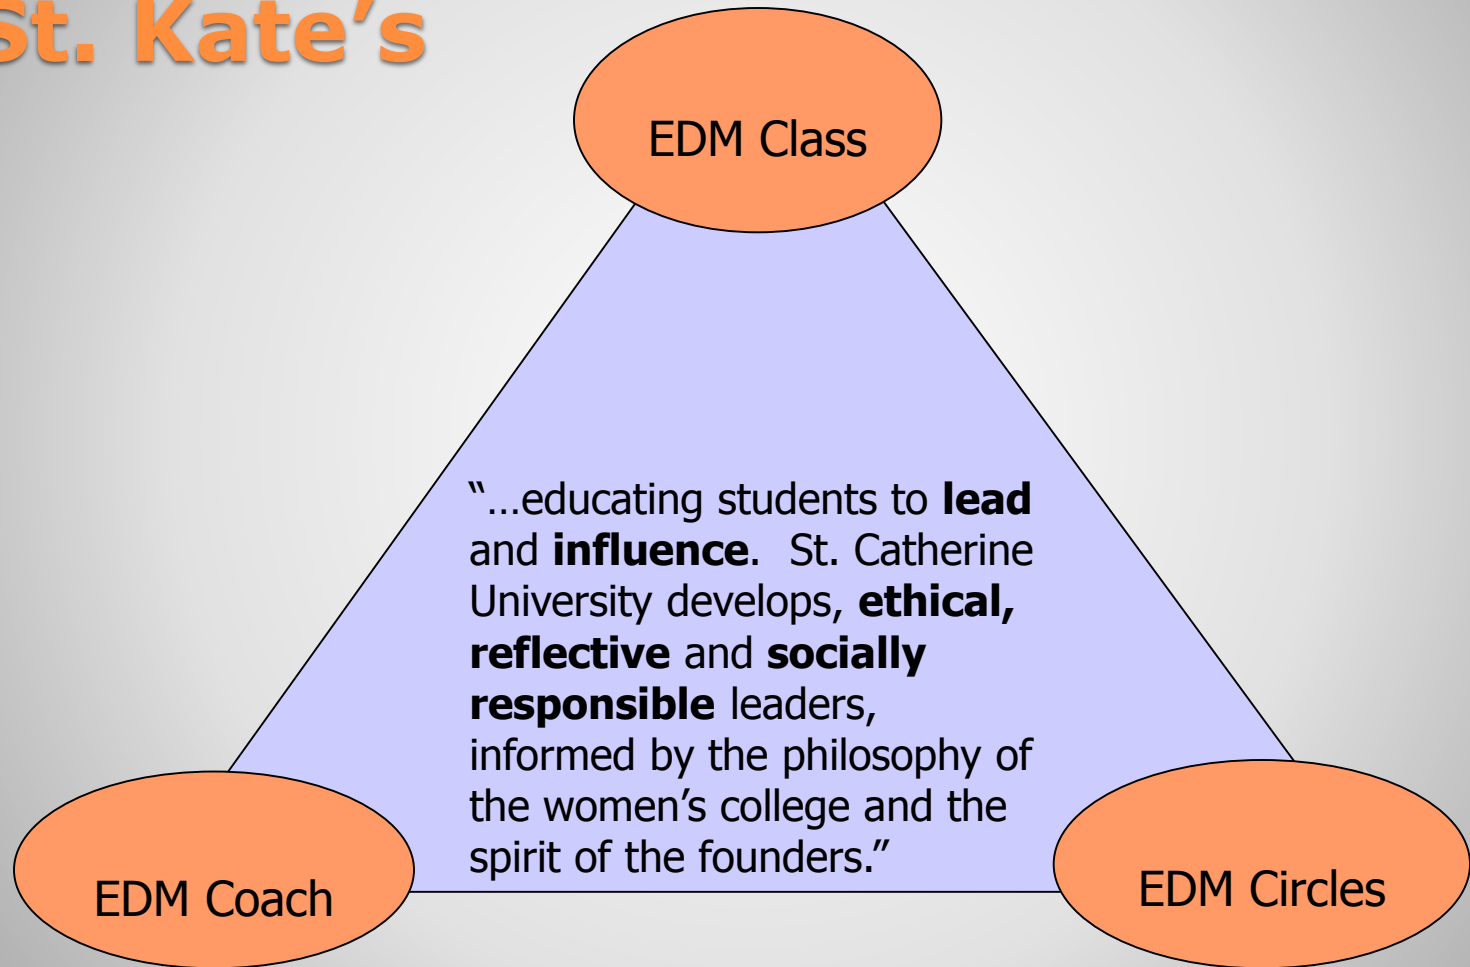 St. Kate’s
EDM Class
“…educating students to lead
and influence.  St. Catherine
University develops, ethical,
reflective and socially
responsible leaders,
informed by the philosophy of
the women’s college and the
spirit of the founders.”
EDM Coach
EDM Circles